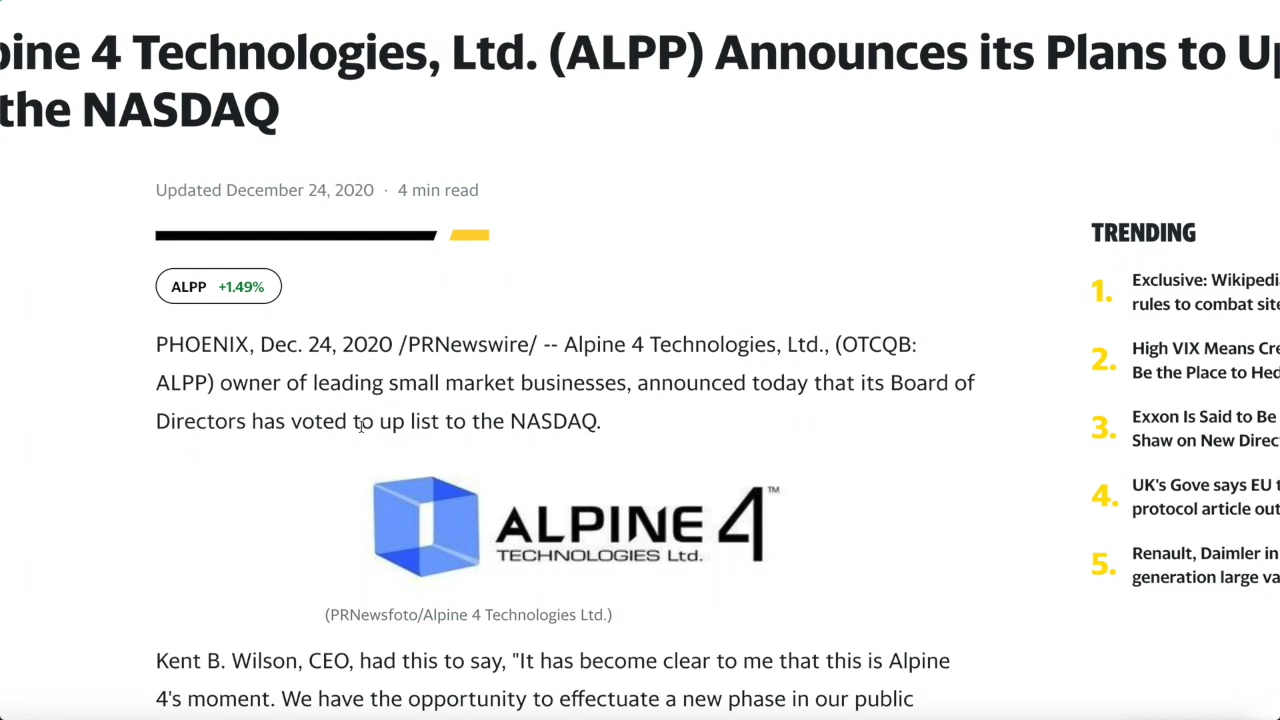 pine 4 Technologies, Ltd. (ALPP) Announces its Plans to Up
the NASDAQ
Updated December 24, 2020 · 4 min read
ALPP +1.49%
PHOENIX, Dec. 24, 2020 /PRNewswire/ -- Alpine 4 Technologies, Ltd., (OTCQB:
ALPP) owner of leading small market businesses, announced today that its Board of
Directors has voted to up list to the NASDAQ.
ALPINE 4™
TECHNOLOGIES Ltd.
(PRNewsfoto/Alpine 4 Technologies Ltd.)
Kent B. Wilson, CEO, had this to say, "It has become clear to me that this is Alpine
4's moment. We have the opportunity to effectuate a new phase in our public
TRENDING
1. Exclusive: Wikipedi
rules to combat site
2. High VIX Means Cre
Be the Place to Hed
3. Exxon Is Said to Be
Shaw on New Direc
4. UK's Gove says EU t
protocol article out
5. Renault, Daimler in
generation large va